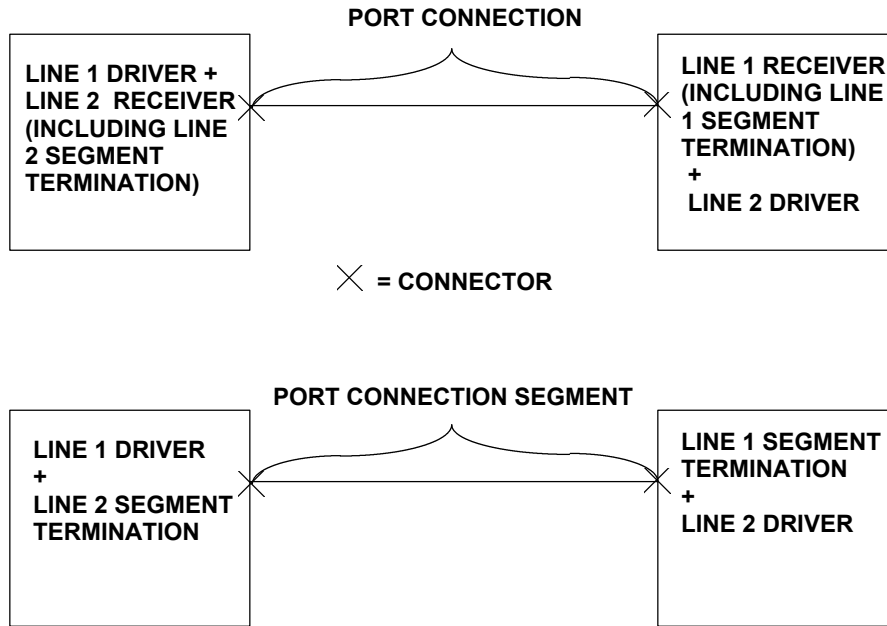 PORT CONNECTION
LINE 1 DRIVER +
LINE 2 RECEIVER
(INCLUDING LINE
2 SEGMENT
TERMINATION)
LINE 1 RECEIVER
(INCLUDING LINE
1 SEGMENT
TERMINATION)
+
LINE 2 DRIVER
= CONNECTOR
PORT CONNECTION SEGMENT
LINE 1 DRIVER
+
LINE 2 SEGMENT
TERMINATION
LINE 1 SEGMENT
TERMINATION
+
LINE 2 DRIVER